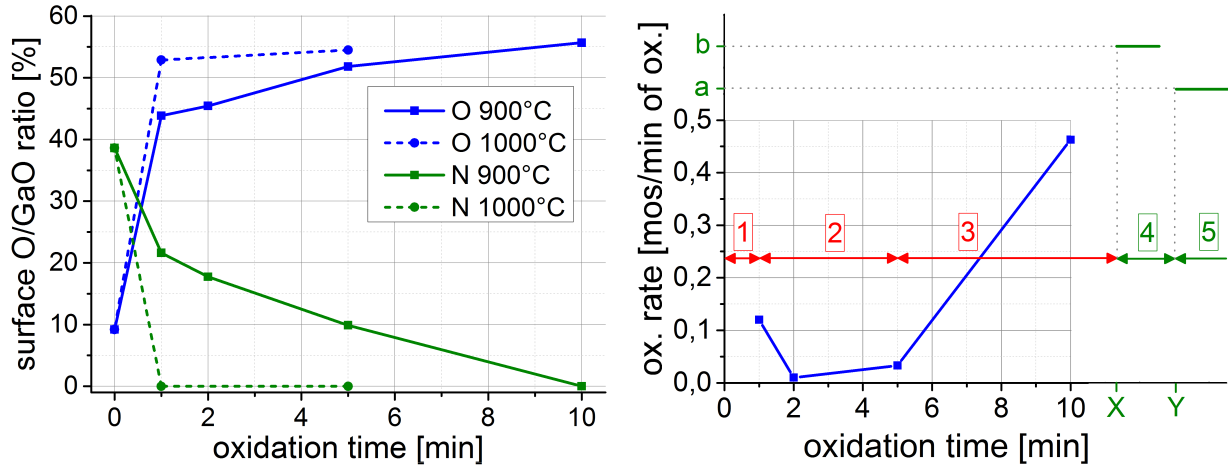 surface O/GaO ratio [%]
60
50
40
30
20
10
0
O 900°C
O 1000°C
N 900°C
N 1000°C
0 2 4 6 8 10
oxidation time [min]
ox. rate [mos/min of ox.]
b
a
0,5
0,4
0,3
0,2
0,1
0,0
1 2 3 4 5
0 2 4 6 8 10 X Y
oxidation time [min]